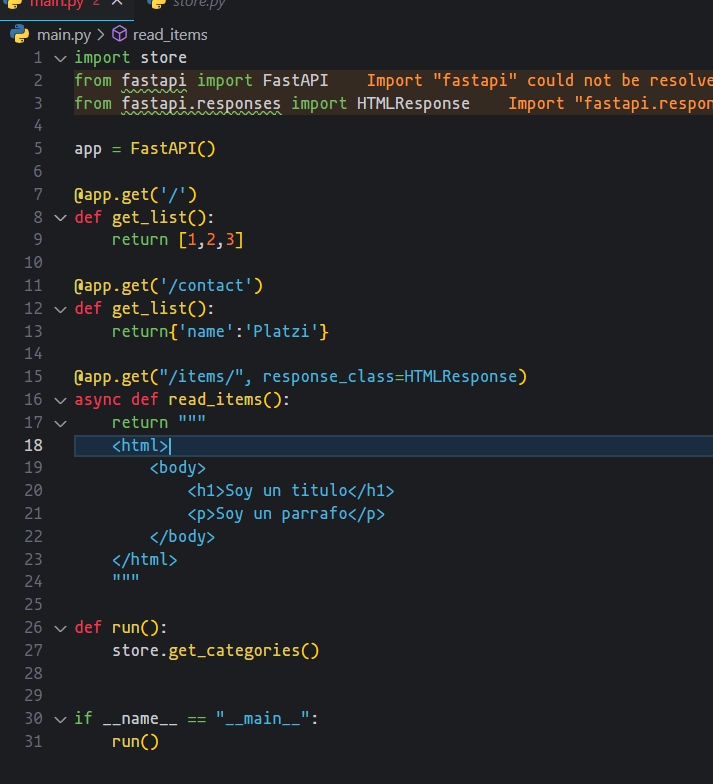 main.py 2 ×
store.py
main.py > read_items
1 import store
2 from fastapi import FastAPI Import "fastapi" could not be resolve
3 from fastapi.responses import HTMLResponse Import "fastapi.respon
4
5 app = FastAPI()
6
7 @app.get('/')
8 def get_list():
9 return [1,2,3]
10
11 @app.get('/contact')
12 def get_list():
13 return{'name':'Platzi'}
14
15 @app.get("/items/", response_class=HTMLResponse)
16 async def read_items():
17 return """
18 <html>
19 <body>
20 <h1>Soy un titulo</h1>
21 <p>Soy un parrafo</p>
22 </body>
23 </html>
24 """
25
26 def run():
27 store.get_categories()
28
29
30 if __name__ == "__main__":
31 run()